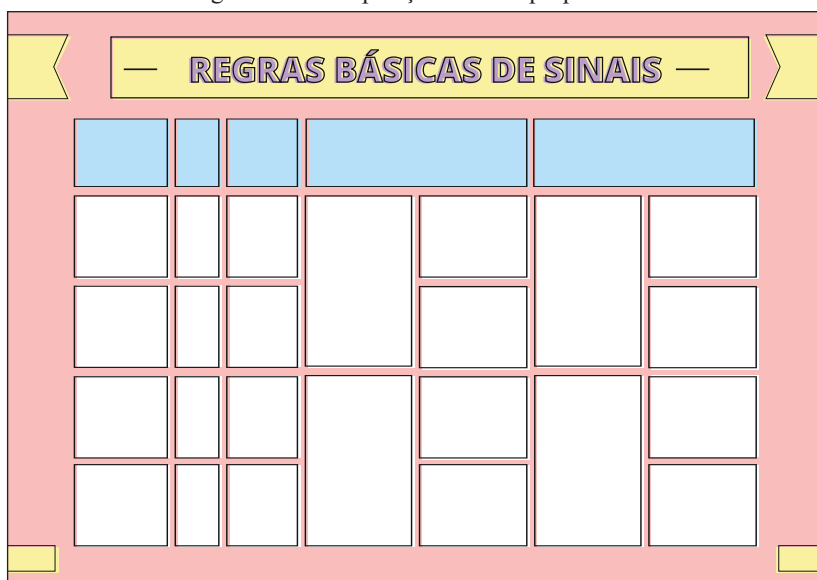 — REGRAS BÁSICAS DE SINAIS —